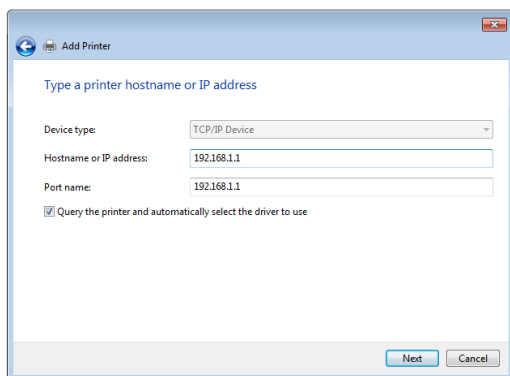 Add Printer
Type a printer hostname or IP address
Device type: TCP/IP Device
Hostname or IP address: 192.168.1.1
Port name: 192.168.1.1
Query the printer and automatically select the driver to use
Next Cancel